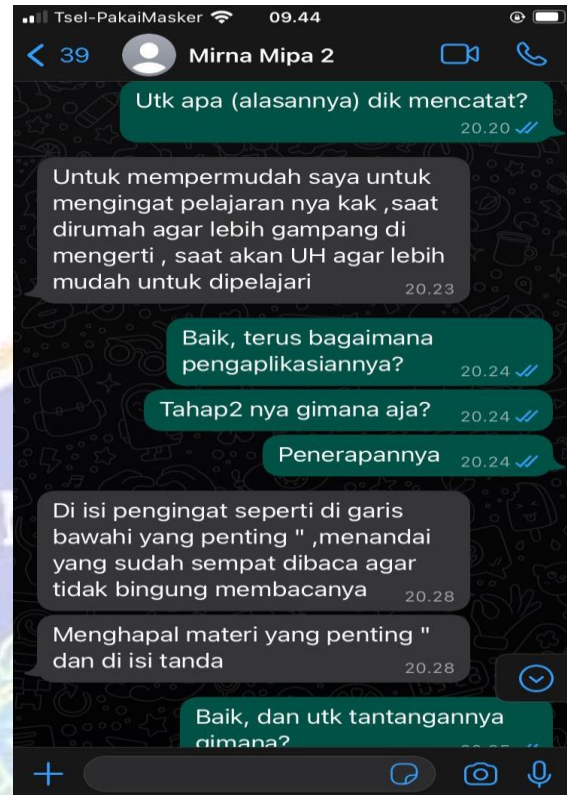 Tsel-PakaiMasker 09.44
39 Mirna Mipa 2
Utk apa (alasannya) dik mencatat?
20.20
Untuk mempermudah saya untuk
mengingat pelajaran nya kak ,saat
dirumah agar lebih gampang di
mengerti , saat akan UH agar lebih
mudah untuk dipelajari
20.23
Baik, terus bagaimana
pengaplikasiannya?
20.24
Tahap2 nya gimana aja?
20.24
Penerapannya
20.24
Di isi pengingat seperti di garis
bawahi yang penting " ,menandai
yang sudah sempat dibaca agar
tidak bingung membacanya
20.28
Menghapal materi yang penting "
dan di isi tanda
20.28
Baik, dan utk tantangannya
gimana?